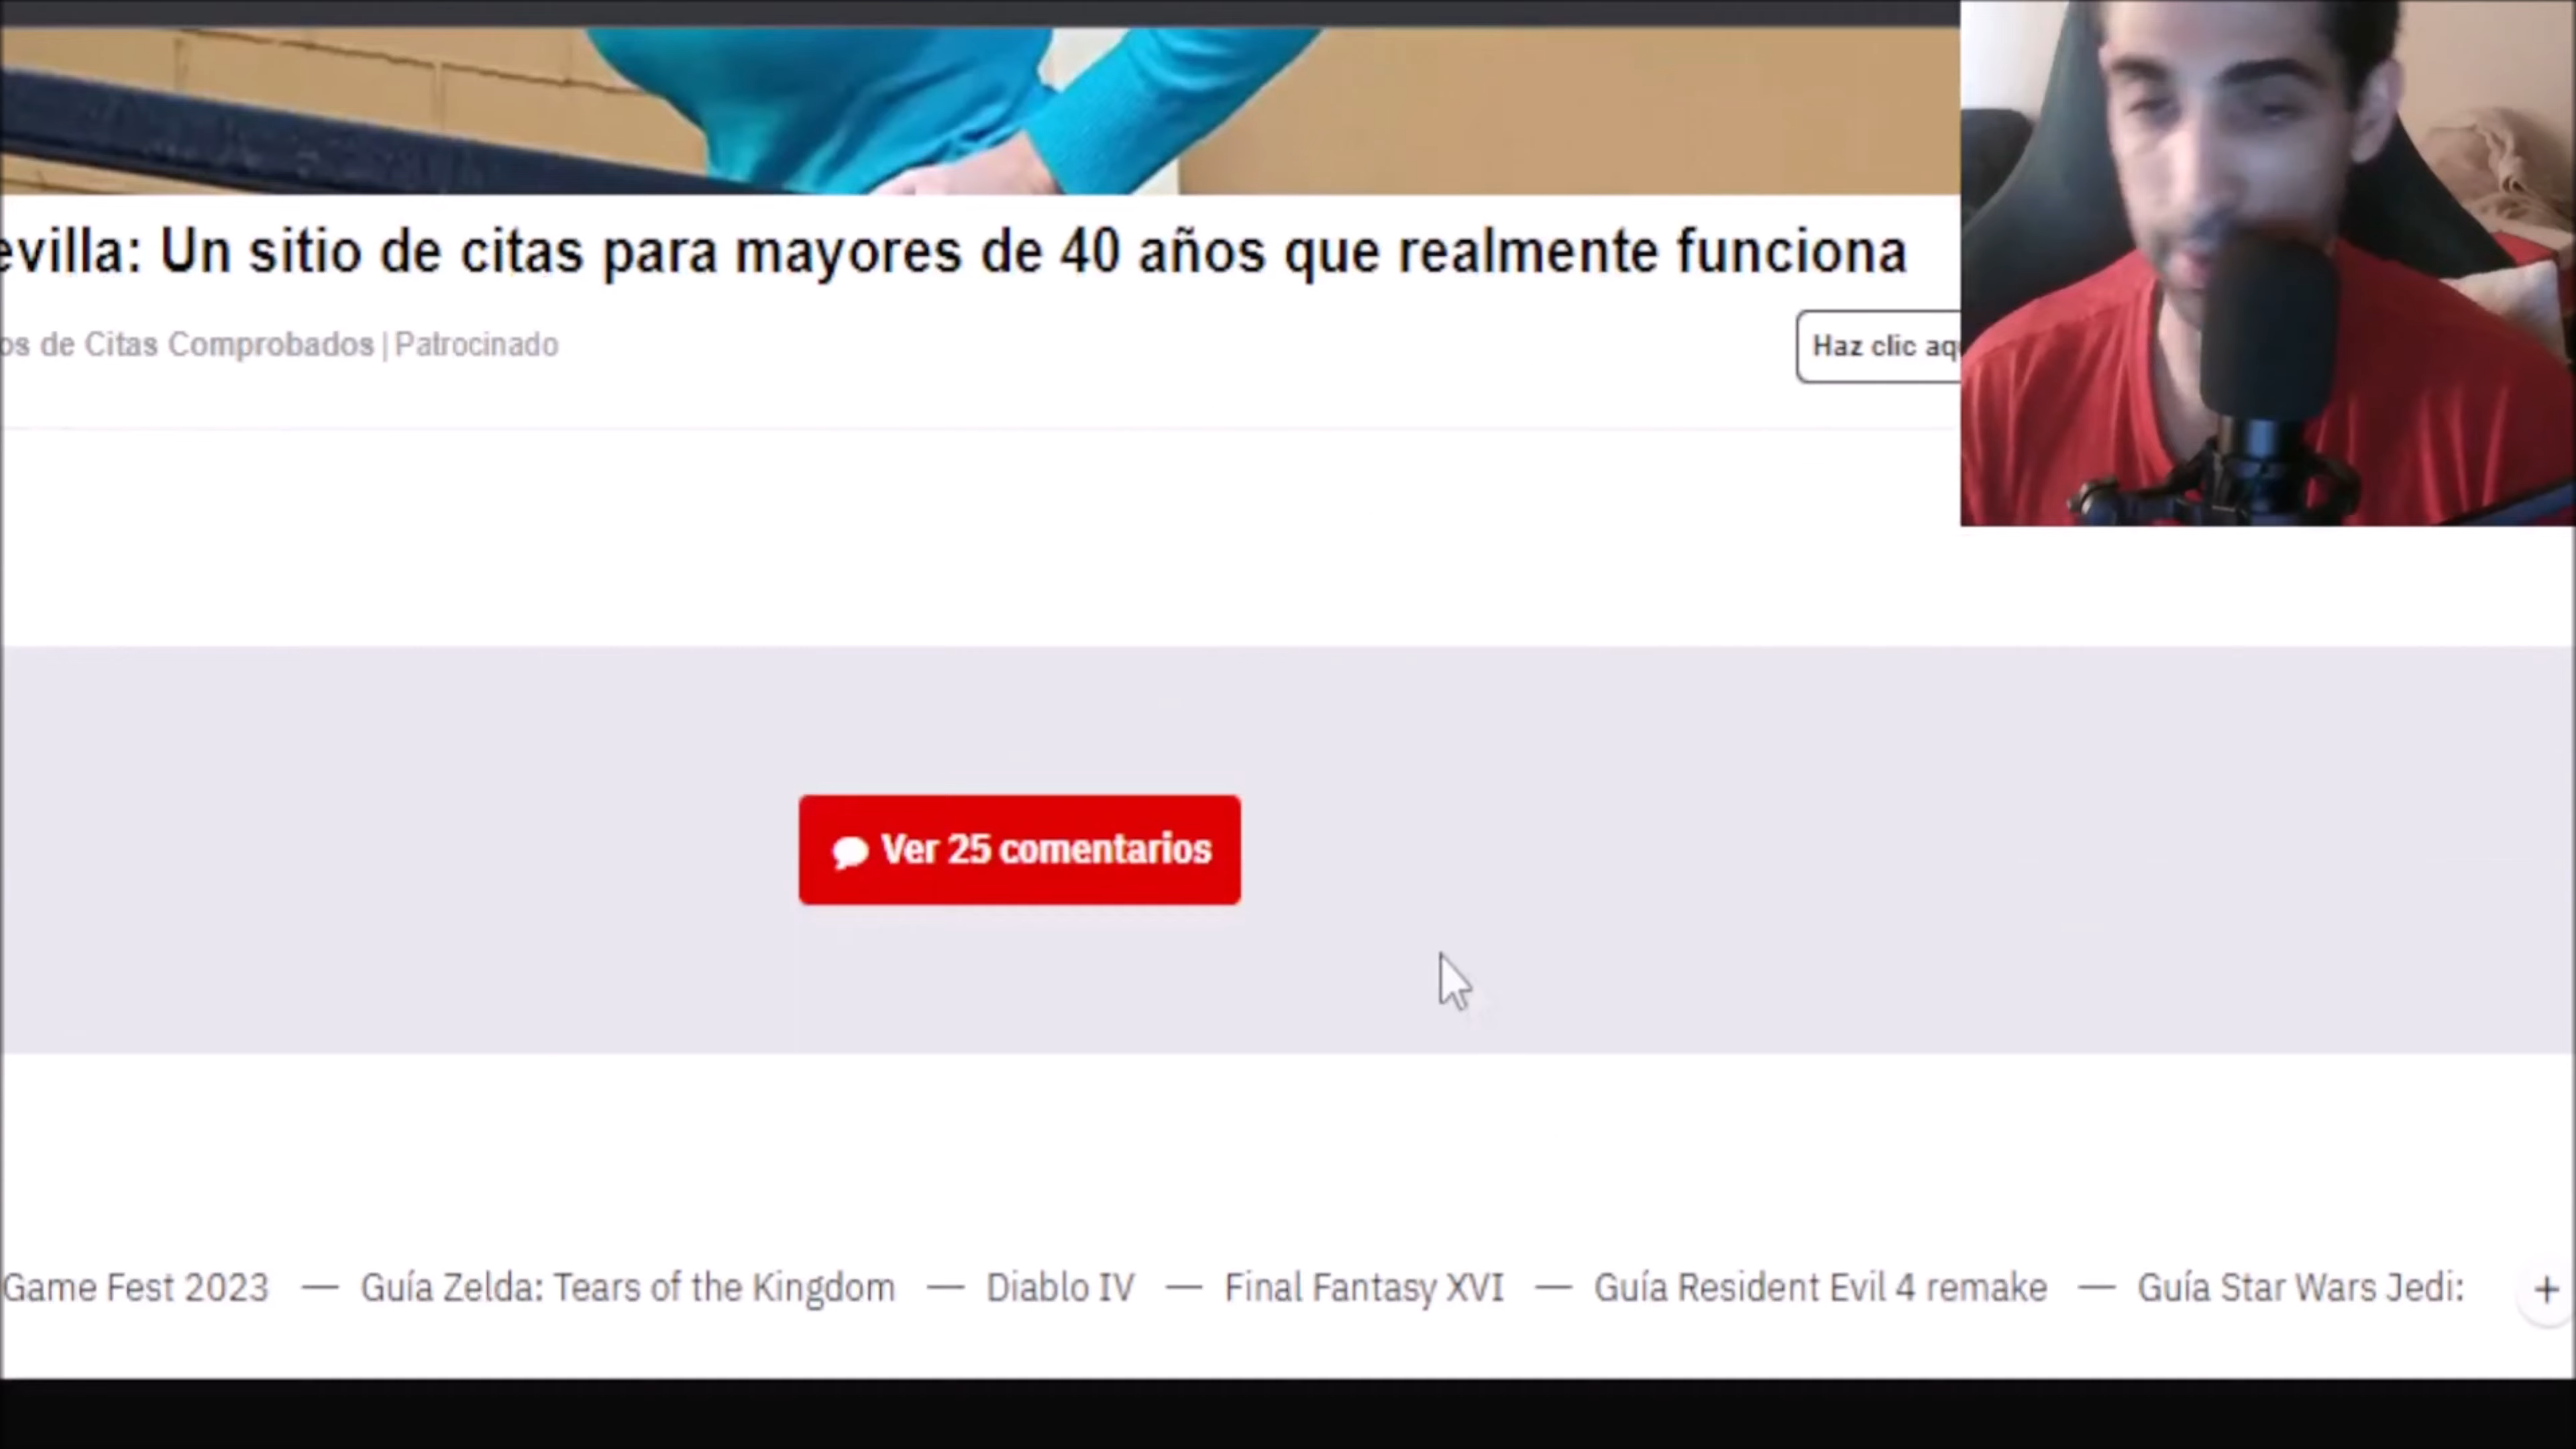 evilla: Un sitio de citas para mayores de 40 años que realmente funciona
os de Citas Comprobados | Patrocinado
Haz clic aq
Ver 25 comentarios
Game Fest 2023 — Guía Zelda: Tears of the Kingdom — Diablo IV — Final Fantasy XVI — Guía Resident Evil 4 remake — Guía Star Wars Jedi: +